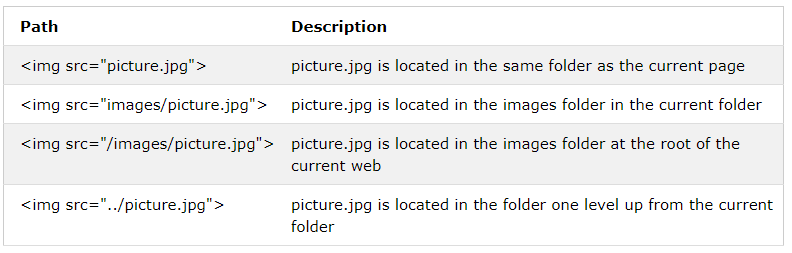 Path Description
<img src="picture.jpg"> picture.jpg is located in the same folder as the current page
<img src="images/picture.jpg"> picture.jpg is located in the images folder in the current folder
<img src="/images/picture.jpg"> picture.jpg is located in the images folder at the root of the
current web
<img src="../picture.jpg"> picture.jpg is located in the folder one level up from the current
folder